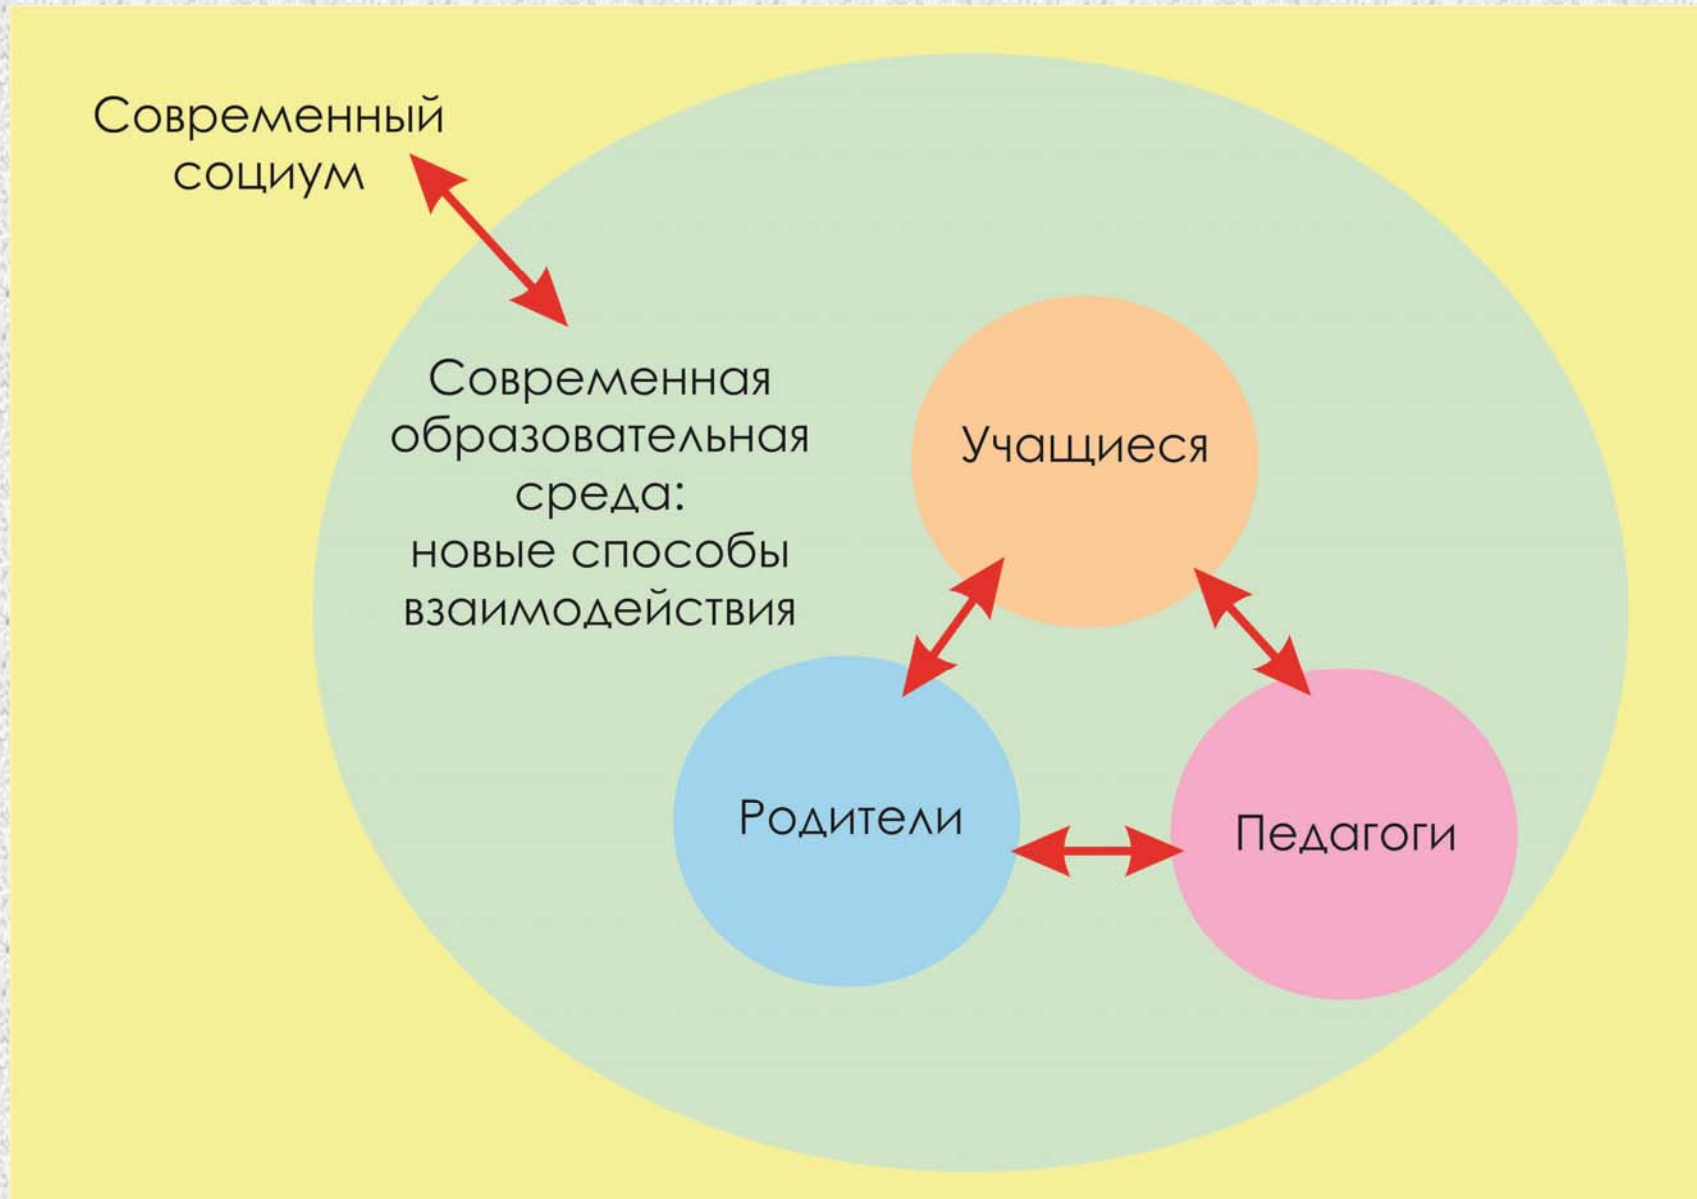 Современный
социум
Современная
образовательная
среда:
новые способы
взаимодействия
Учащиеся
Родители
Педагоги